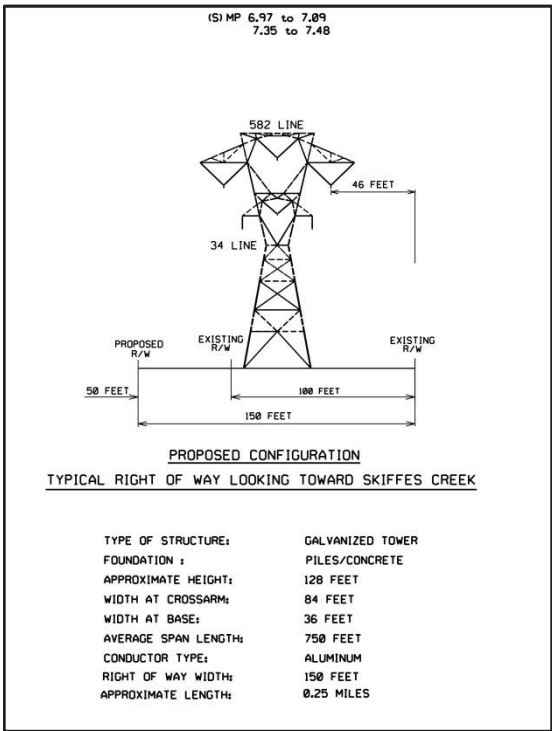 (S) MP 6.97 to 7.09
7.35 to 7.48
582 LINE
46 FEET
34 LINE
PROPOSED
R/W
EXISTING
R/W
EXISTING
R/W
50 FEET
100 FEET
150 FEET
PROPOSED CONFIGURATION
TYPICAL RIGHT OF WAY LOOKING TOWARD SKIFFES CREEK
TYPE OF STRUCTURE: GALVANIZED TOWER
FOUNDATION : PILES/CONCRETE
APPROXIMATE HEIGHT: 128 FEET
WIDTH AT CROSSARM: 84 FEET
WIDTH AT BASE: 36 FEET
AVERAGE SPAN LENGTH: 750 FEET
CONDUCTOR TYPE: ALUMINUM
RIGHT OF WAY WIDTH: 150 FEET
APPROXIMATE LENGTH: 0.25 MILES